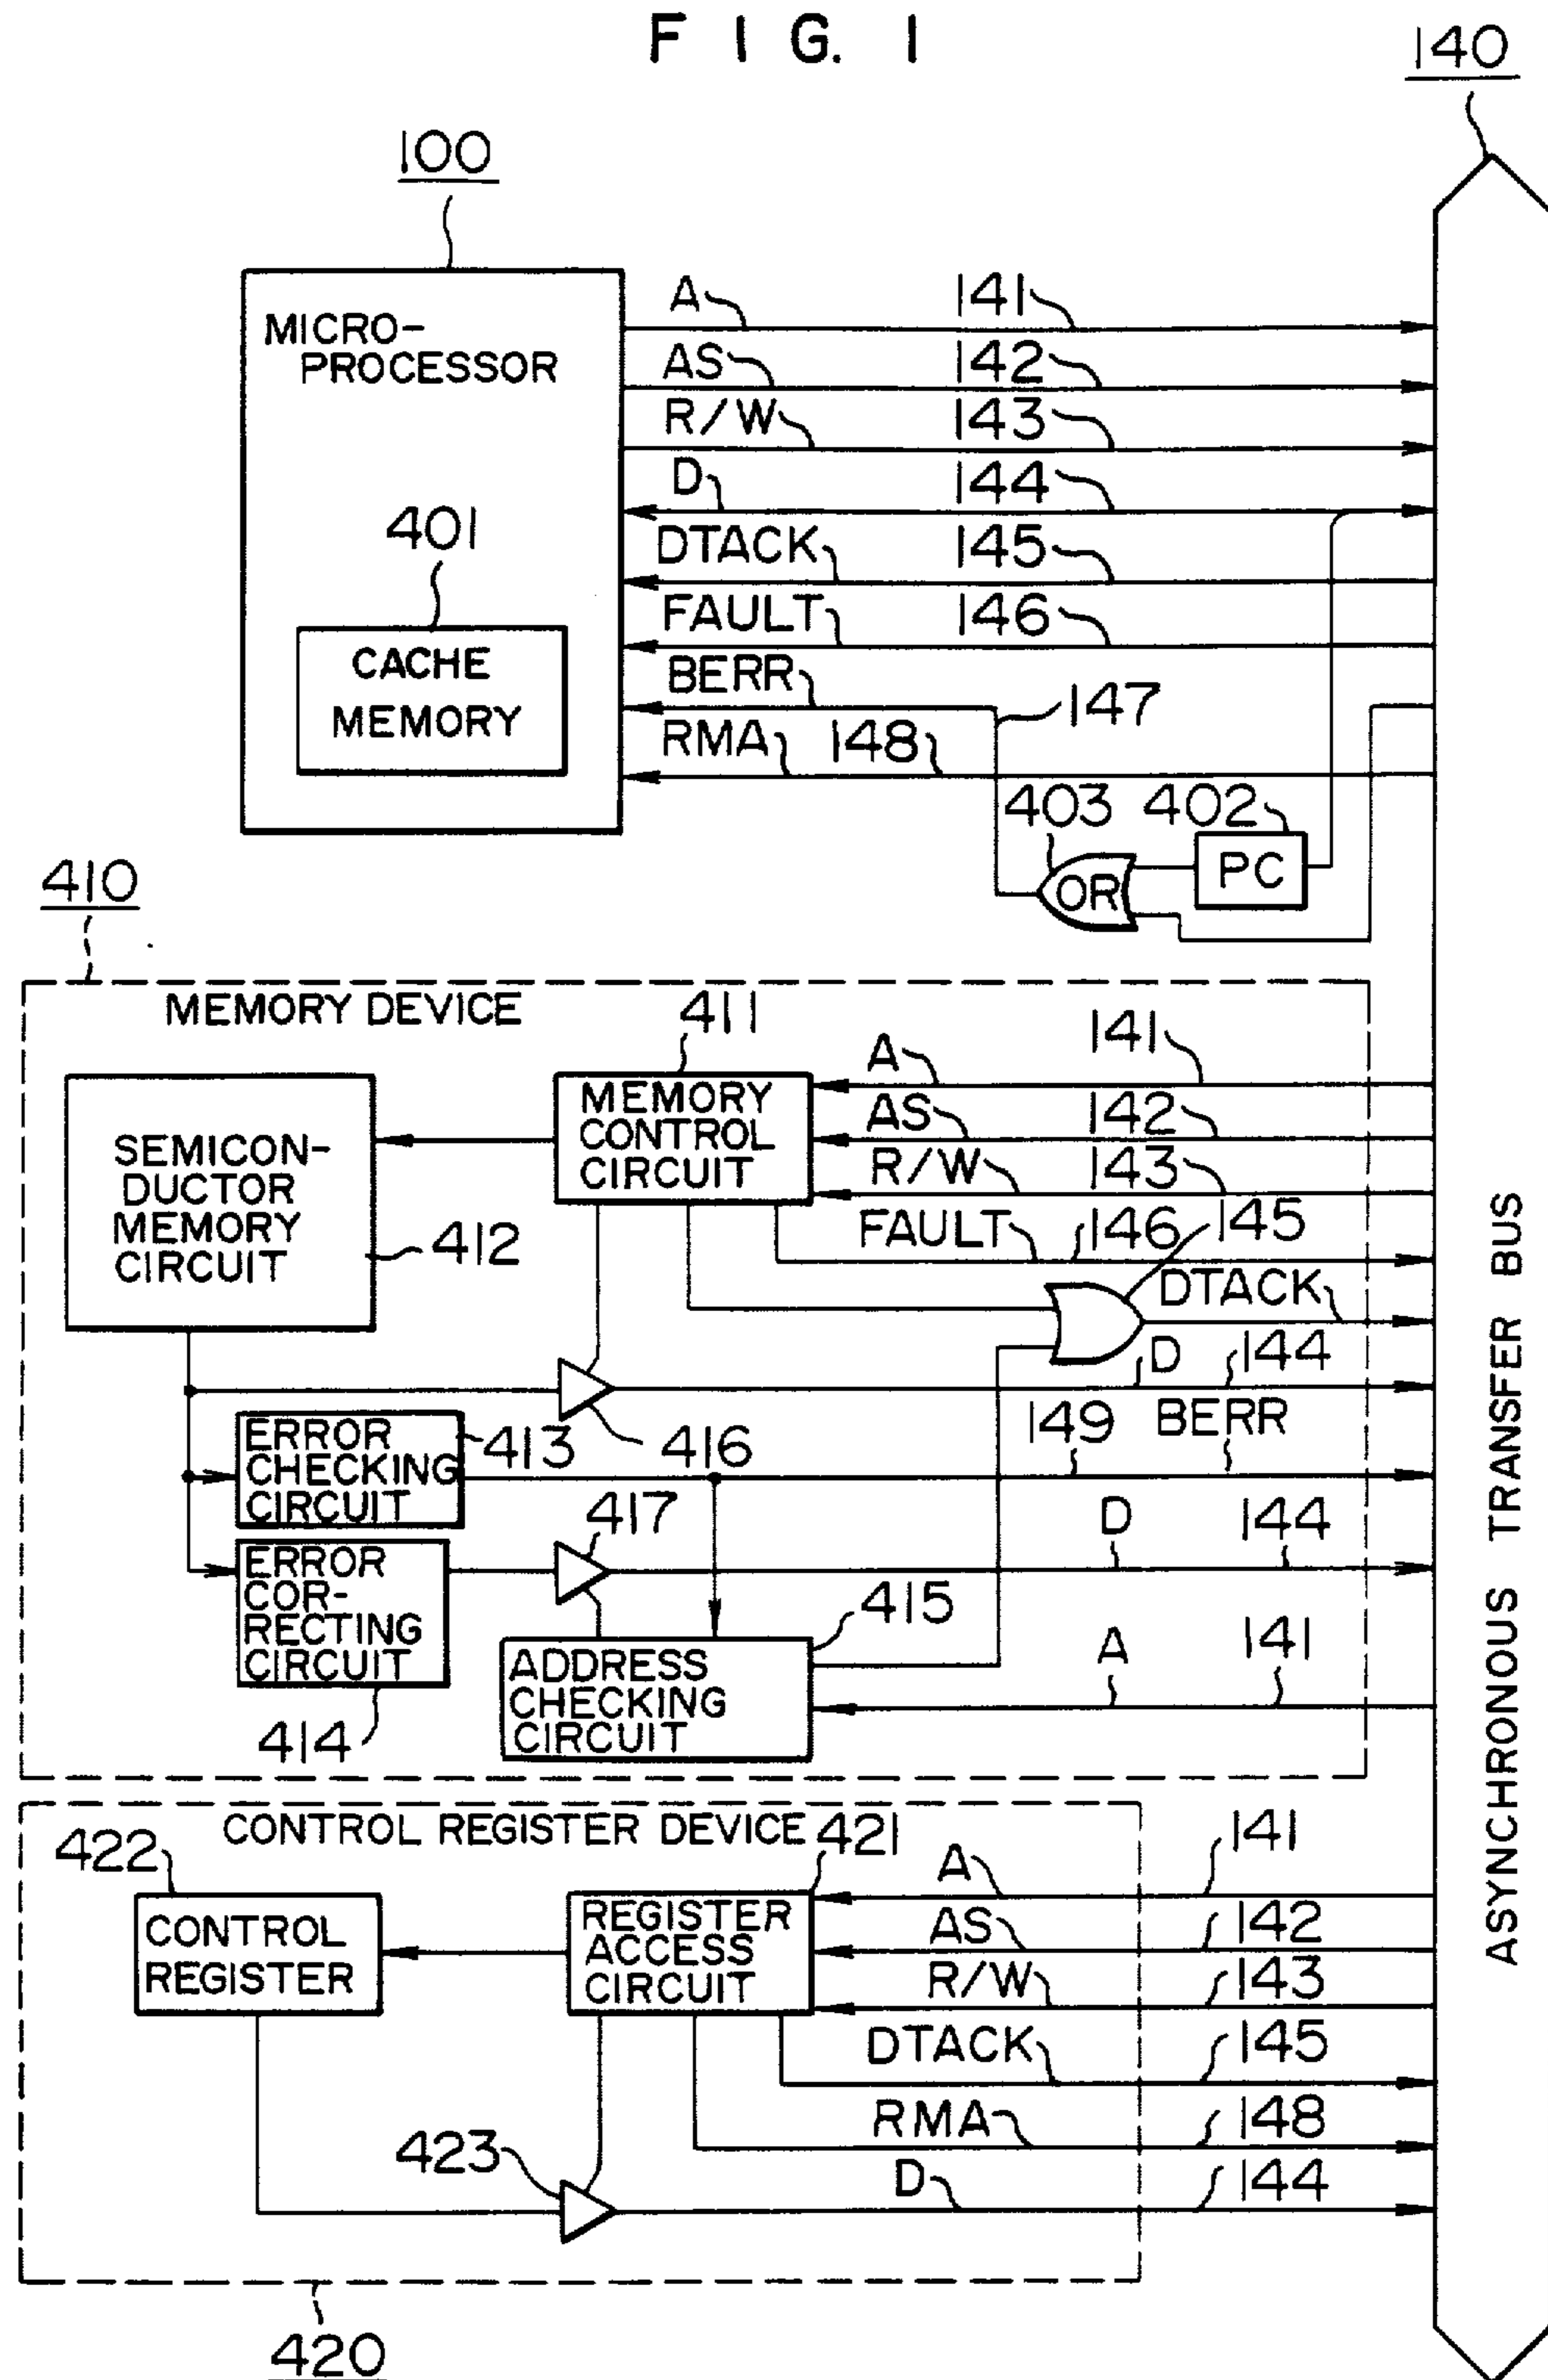 FIG. 1
140
100
MICRO-
PROCESSOR
A 141
AS 142
R/W 143
D 144
DTACK 145
FAULT 146
BERR 147
RMA 148
401
CACHE
MEMORY
403 402
OR
PC
410
MEMORY DEVICE
411
SEMICON-
DUCTOR
MEMORY
CIRCUIT
412
MEMORY
CONTROL
CIRCUIT
A 141
AS 142
R/W 143
FAULT 146 145
DTACK
D 144
416
149 BERR
ERROR
CHECKING
CIRCUIT
413
417
D 144
ERROR
COR-
RECTING
CIRCUIT
414
415
ADDRESS
CHECKING
CIRCUIT
A 141
ASYNCHRONOUS TRANSFER BUS
CONTROL REGISTER DEVICE 421
422
CONTROL
REGISTER
REGISTER
ACCESS
CIRCUIT
A 141
AS 142
R/W 143
DTACK 145
RMA 148
423
D 144
420